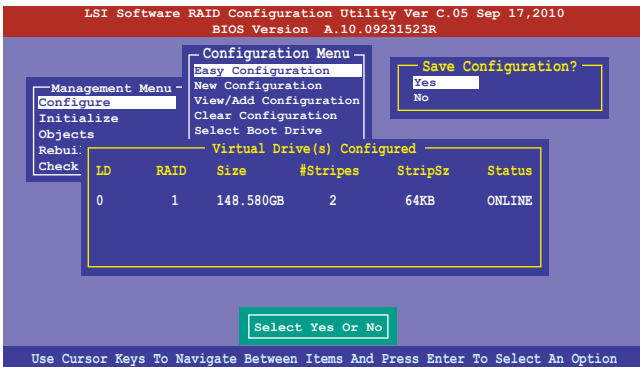 LSI Software RAID Configuration Utility Ver C.05 Sep 17,2010
BIOS Version A.10.09231523R
Configuration Menu
Easy Configuration
New Configuration
View/Add Configuration
Clear Configuration
Select Boot Drive
Save Configuration?
Yes
No
Management Menu
Configure
Initialize
Objects
Rebui
Check
Virtual Drive(s) Configured
LD RAID Size #Stripes StripSz Status
0 1 148.580GB 2 64KB ONLINE
Select Yes Or No
Use Cursor Keys To Navigate Between Items And Press Enter To Select An Option